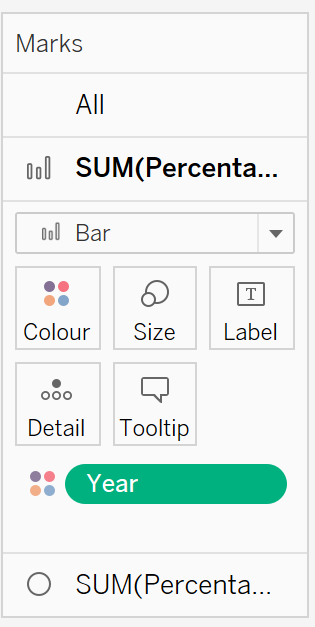 Marks
All
SUM(Percenta...
Bar
Colour Size T Label
Detail Tooltip
Year
SUM(Percenta...